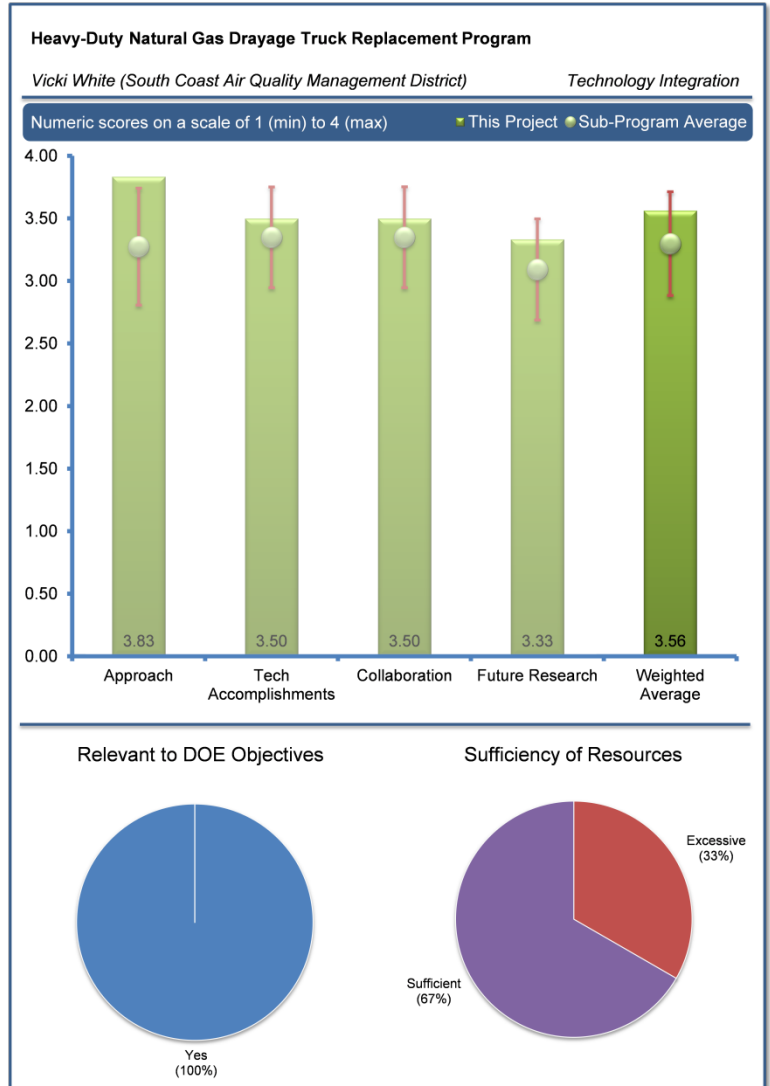 Heavy-Duty Natural Gas Drayage Truck Replacement Program
Vicki White (South Coast Air Quality Management District) Technology Integration
Numeric scores on a scale of 1 (min) to 4 (max) This Project Sub-Program Average
4.00
3.50
3.00
2.50
2.00
1.50
1.00
0.50
0.00
3.83 3.50 3.50 3.33 3.56
Approach Tech Collaboration Future Research Weighted
Accomplishments Average
Relevant to DOE Objectives Sufficiency of Resources
Excessive
(33%)
Sufficient
(67%)
Yes
(100%)